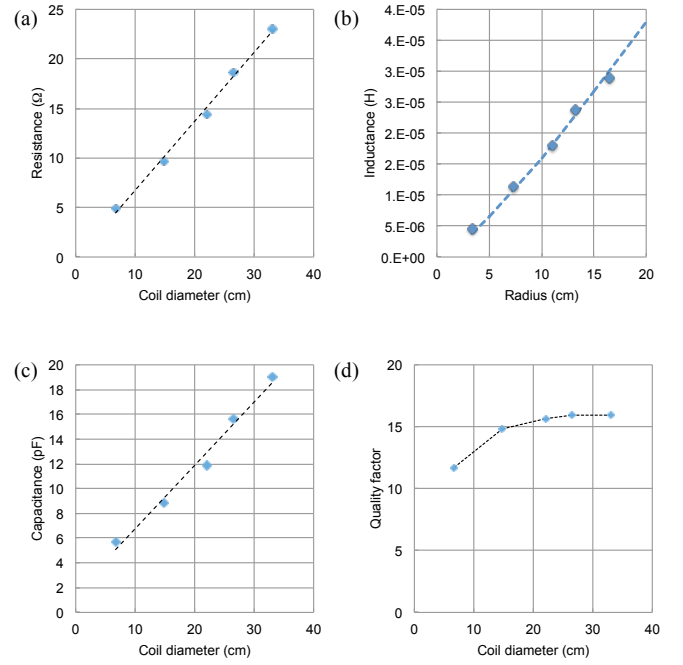 (a)
25
20
15
10
5
0
Resistance (Ω)
0 10 20 30 40
Coil diameter (cm)
(b)
4.E-05
4.E-05
3.E-05
3.E-05
2.E-05
2.E-05
1.E-05
5.E-06
0.E+00
Inductance (H)
0 5 10 15 20
Radius (cm)
(c)
20
18
16
14
12
10
8
6
4
2
0
Capacitance (pF)
0 10 20 30 40
Coil diameter (cm)
(d)
20
15
10
5
0
Quality factor
0 10 20 30 40
Coil diameter (cm)